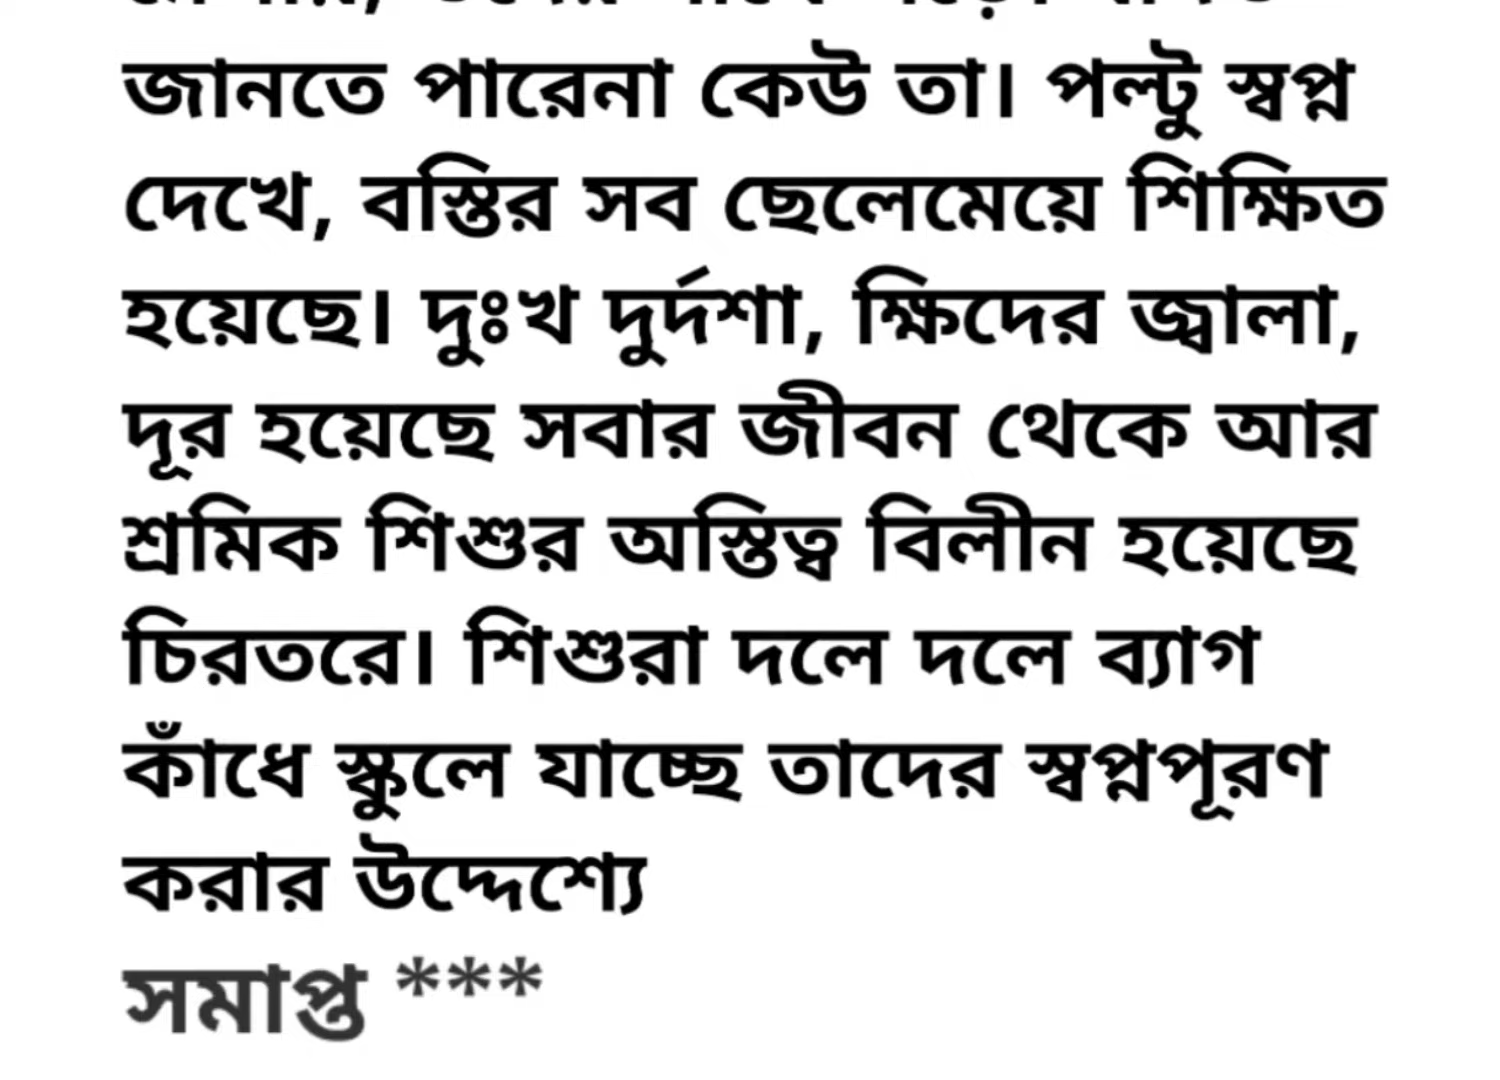 জানতে পারেনা কেউ তা। পল্টু স্বপ্ন
দেখে, বস্তির সব ছেলেমেয়ে শিক্ষিত
হয়েছে। দুঃখ দুর্দশা, ক্ষিদের জ্বালা,
দূর হয়েছে সবার জীবন থেকে আর
শ্রমিক শিশুর অস্তিত্ব বিলীন হয়েছে
চিরতরে। শিশুরা দলে দলে ব্যাগ
কাঁধে স্কুলে যাচ্ছে তাদের স্বপ্নপূরণ
করার উদ্দেশ্যে
সমাপ্ত ***